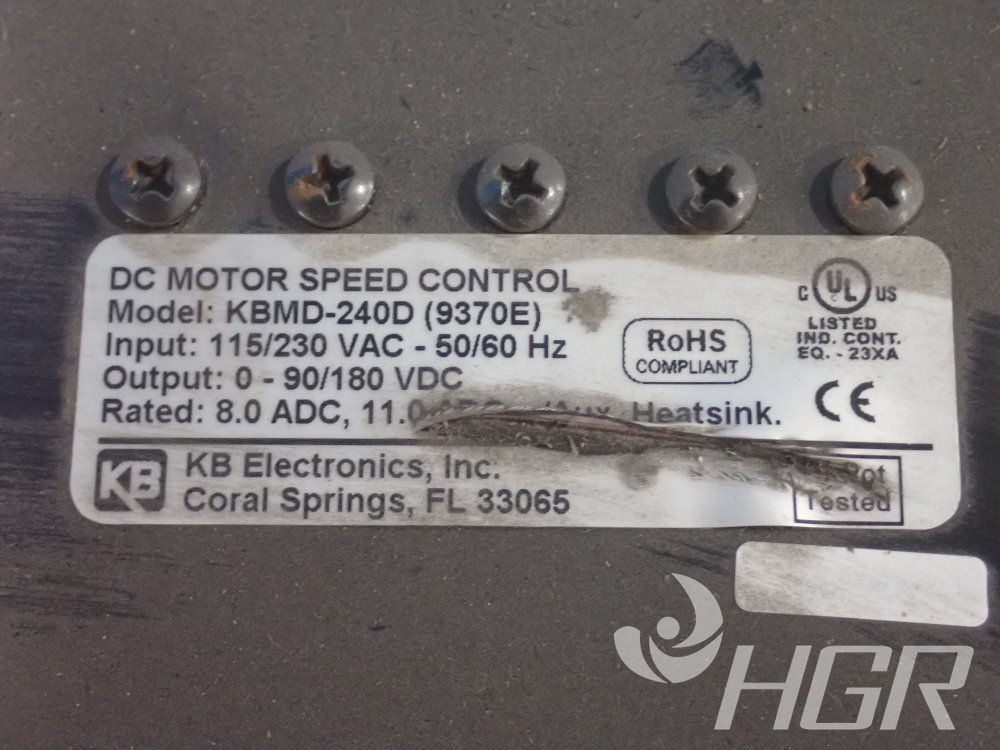 DC MOTOR SPEED CONTROL
Model: KBMD-240D (9370E)
Input: 115/230 VAC - 50/60 Hz
Output: 0 - 90/180 VDC
Rated: 8.0 ADC, 11.0 Heatsink.
RoHS
COMPLIANT
C UL US
LISTED
IND. CONT.
EQ. - 23XA
CE
KB
KB Electronics, Inc.
Coral Springs, FL 33065
Tested
HGR